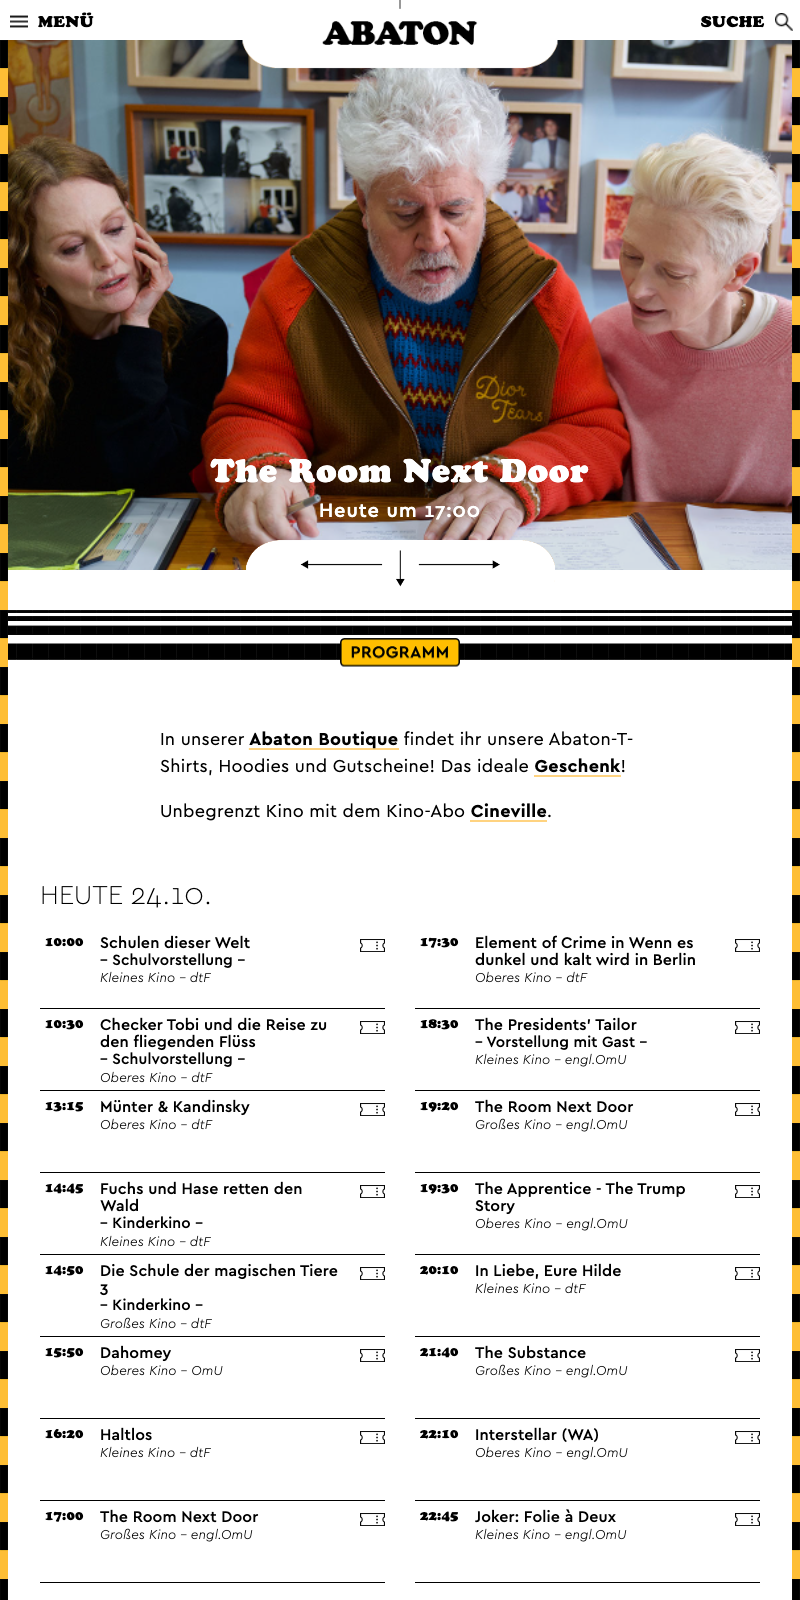 MENÜ
ABATON
SUCHE
Dior
Tears
The Room Next Door
Heute um 17:00
PROGRAMM
In unserer Abaton Boutique findet ihr unsere Abaton-T-
Shirts, Hoodies und Gutscheine! Das ideale Geschenk!
Unbegrenzt Kino mit dem Kino-Abo Cineville.
HEUTE 24.10.
10:00 Schulen dieser Welt
– Schulvorstellung –
Kleines Kino – dtF
10:30 Checker Tobi und die Reise zu
den fliegenden Flüss
– Schulvorstellung –
Oberes Kino – dtF
13:15 Münter & Kandinsky
Oberes Kino – dtF
14:45 Fuchs und Hase retten den
Wald
– Kinderkino –
Kleines Kino – dtF
14:50 Die Schule der magischen Tiere
3
– Kinderkino –
Großes Kino – dtF
15:50 Dahomey
Oberes Kino – OmU
16:20 Haltlos
Kleines Kino – dtF
17:00 The Room Next Door
Großes Kino – engl.OmU
17:30 Element of Crime in Wenn es
dunkel und kalt wird in Berlin
Oberes Kino – dtF
18:30 The Presidents' Tailor
– Vorstellung mit Gast –
Kleines Kino – engl.OmU
19:20 The Room Next Door
Großes Kino – engl.OmU
19:30 The Apprentice - The Trump
Story
Oberes Kino – engl.OmU
20:10 In Liebe, Eure Hilde
Kleines Kino – dtF
21:40 The Substance
Großes Kino – engl.OmU
22:10 Interstellar (WA)
Oberes Kino – engl.OmU
22:45 Joker: Folie à Deux
Kleines Kino – engl.OmU